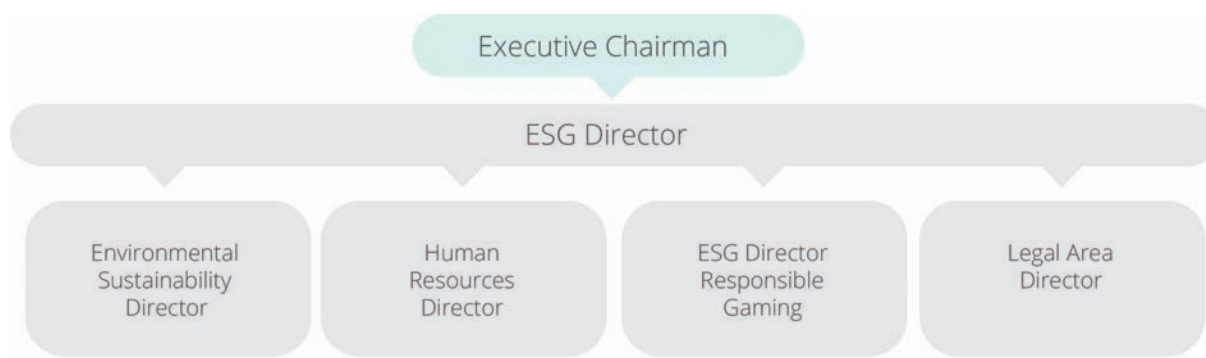 Executive Chairman
ESG Director
Environmental
Sustainability
Director
Human
Resources
Director
ESG Director
Responsible
Gaming
Legal Area
Director